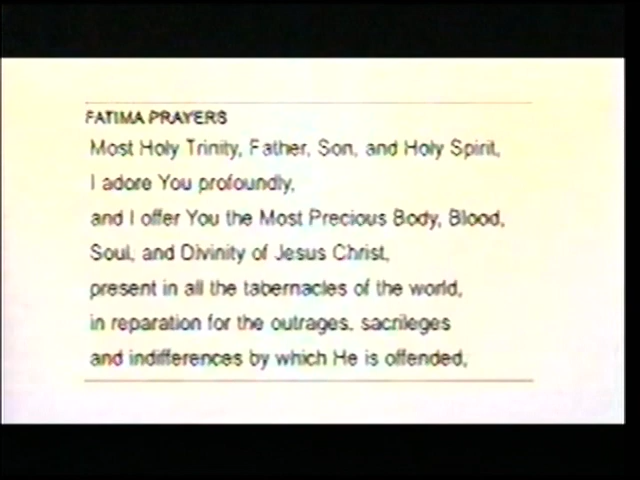 FATIMA PRAYERS
Most Holy Trinity, Father, Son, and Holy Spirit,
I adore You profoundly,
and I offer You the Most Precious Body, Blood,
Soul, and Divinity of Jesus Christ,
present in all the tabernacles of the world,
in reparation for the outrages, sacrileges
and indifferences by which He is offended,